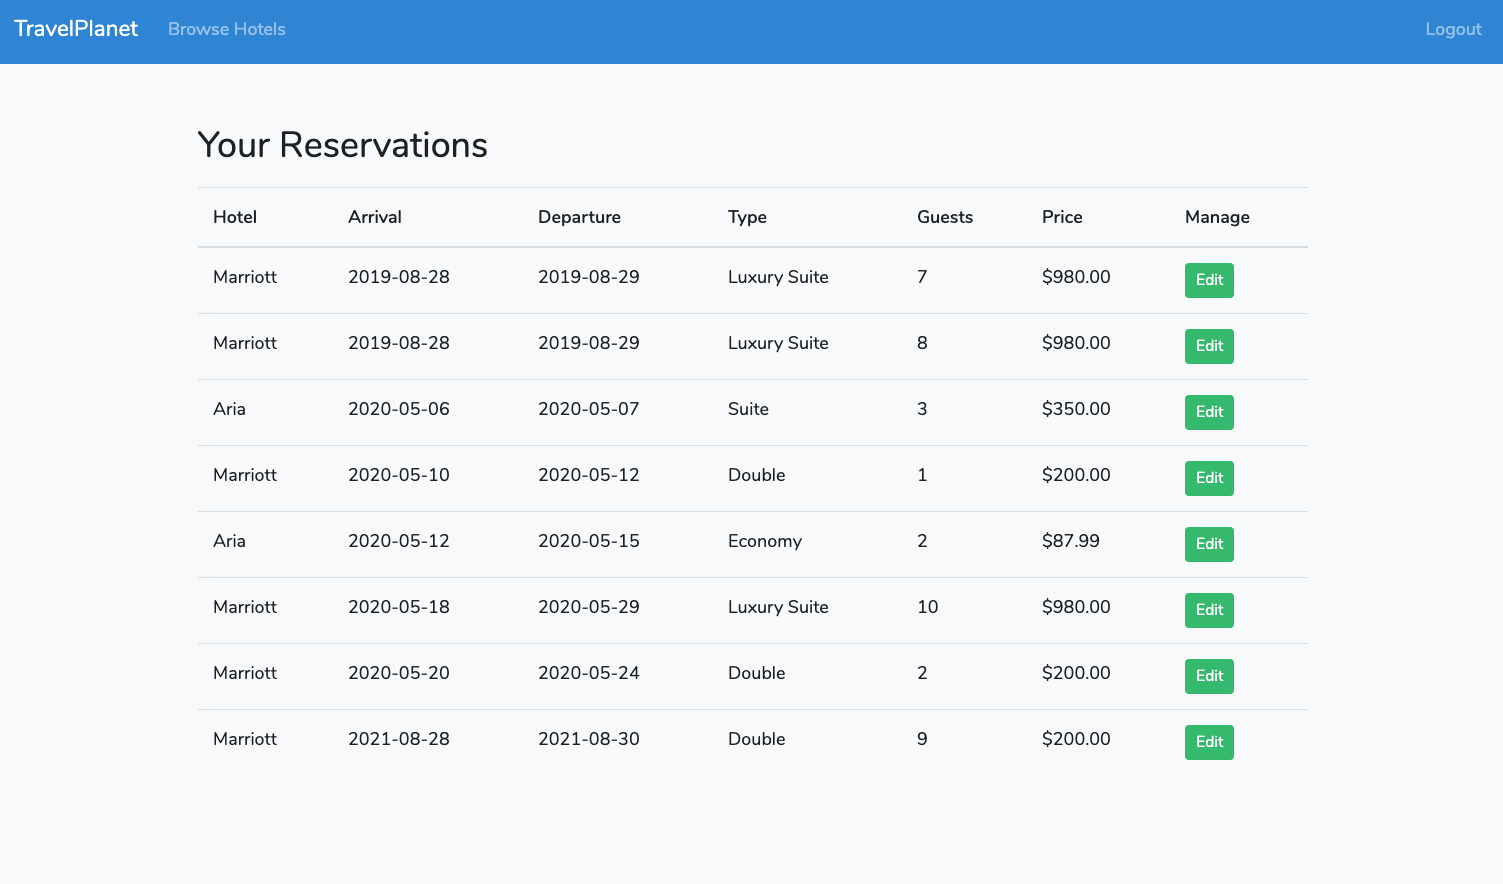 TravelPlanet Browse Hotels Logout
Your Reservations
Hotel Arrival Departure Type Guests Price Manage
Marriott 2019-08-28 2019-08-29 Luxury Suite 7 $980.00 Edit
Marriott 2019-08-28 2019-08-29 Luxury Suite 8 $980.00 Edit
Aria 2020-05-06 2020-05-07 Suite 3 $350.00 Edit
Marriott 2020-05-10 2020-05-12 Double 1 $200.00 Edit
Aria 2020-05-12 2020-05-15 Economy 2 $87.99 Edit
Marriott 2020-05-18 2020-05-29 Luxury Suite 10 $980.00 Edit
Marriott 2020-05-20 2020-05-24 Double 2 $200.00 Edit
Marriott 2021-08-28 2021-08-30 Double 9 $200.00 Edit